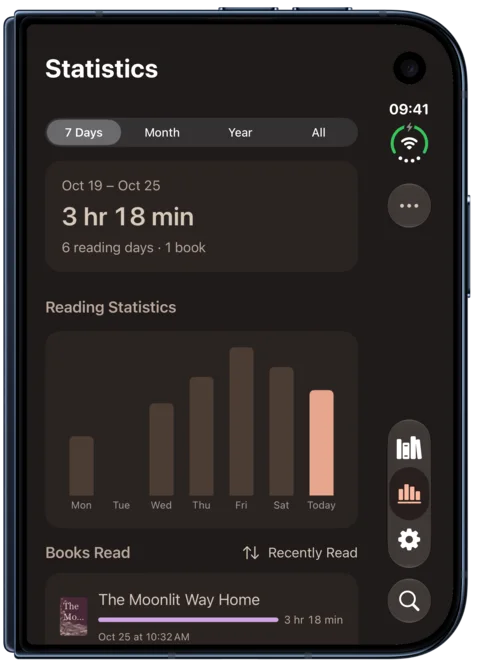 Statistics
09:41
7 Days Month Year All
Oct 19 – Oct 25
3 hr 18 min
6 reading days · 1 book
Reading Statistics
Mon Tue Wed Thu Fri Sat Today
Books Read Recently Read
The Mo...
The Moonlit Way Home
3 hr 18 min
Oct 25 at 10:32 AM